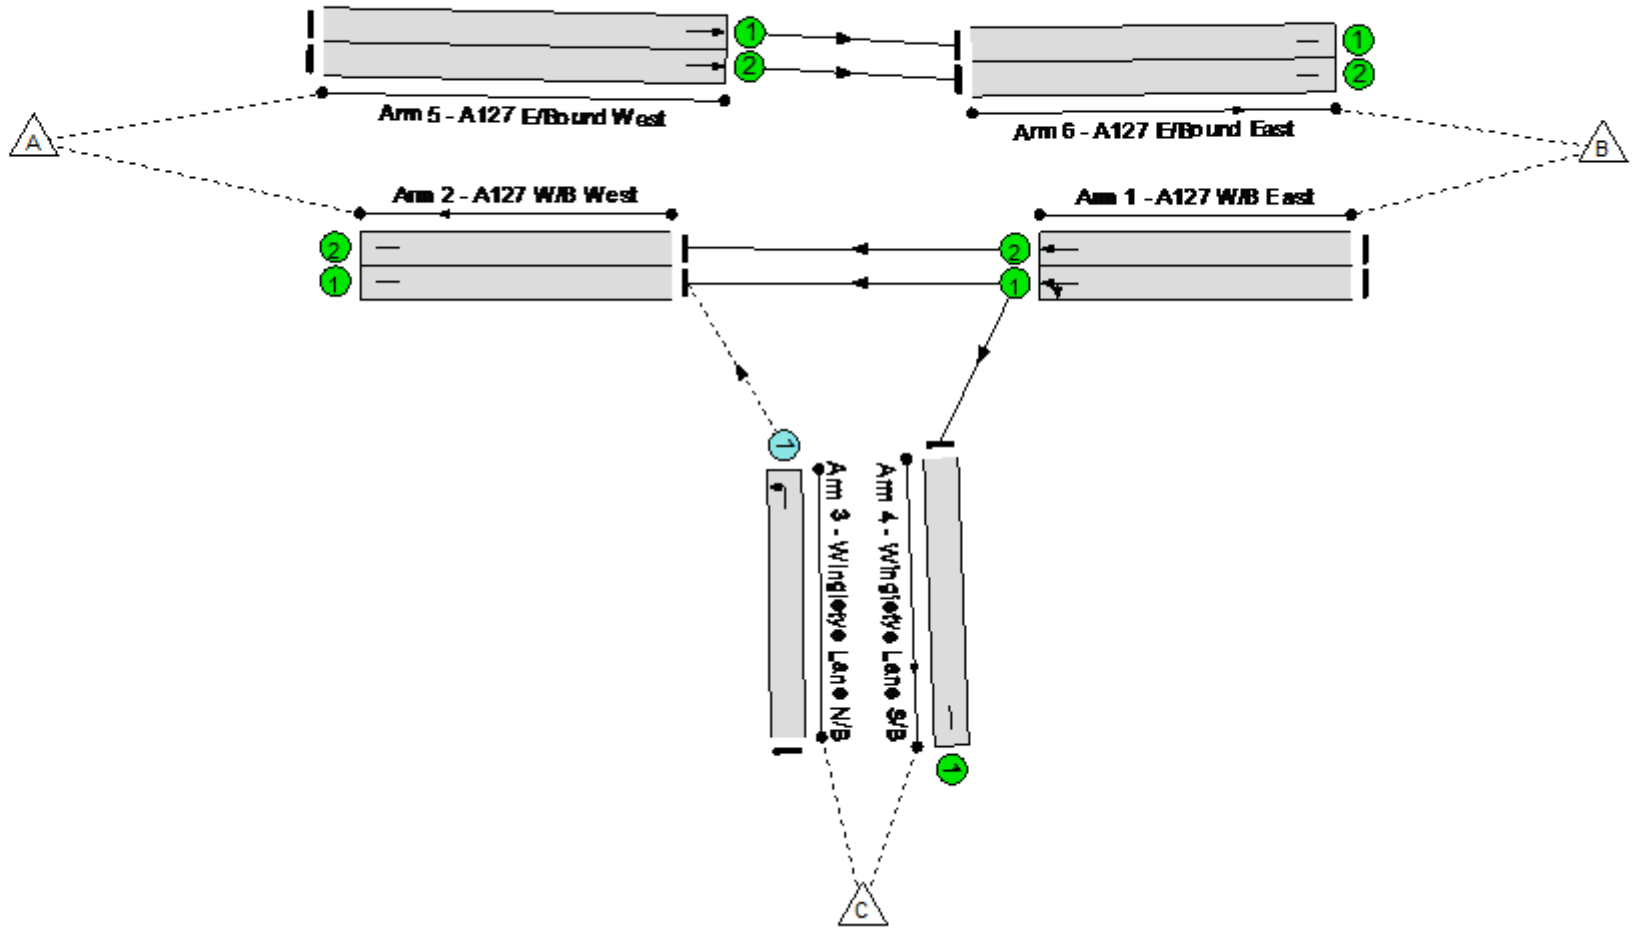 1
1
2
2
Arm 5 - A127 E/Bound West
Arm 6 - A127 E/Bound East
A
B
Arm 2 - A127 W/B West
Arm 1 - A127 W/B East
2
2
1
1
1
Arm 3 - Wingletye Lane N/B
Arm 4 - Wingletye Lane S/B
1
C